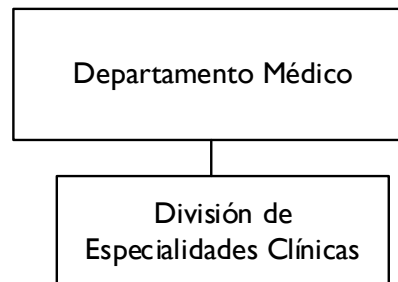 Departamento Médico
División de
Especialidades Clínicas